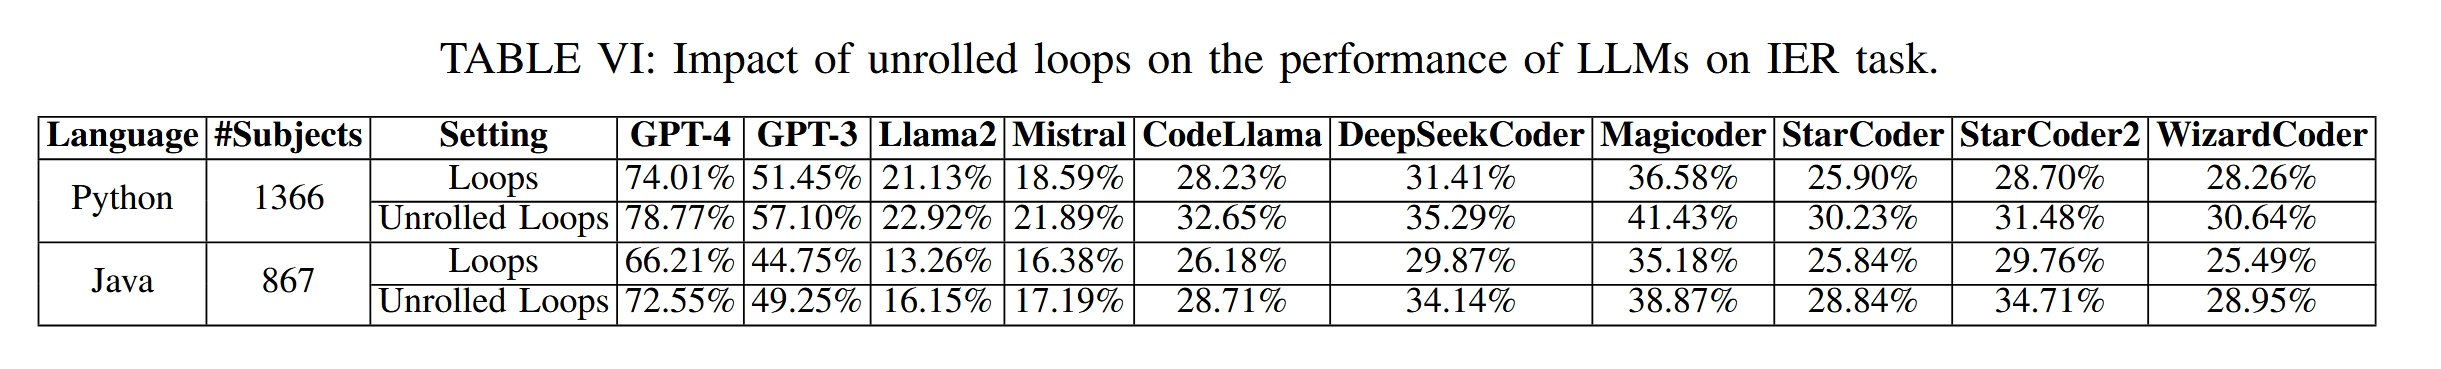 TABLE VI: Impact of unrolled loops on the performance of LLMs on IER task.
Language #Subjects Setting GPT-4 GPT-3 Llama2 Mistral CodeLlama DeepSeekCoder Magicoder StarCoder StarCoder2 WizardCoder
Python 1366 Loops 74.01% 51.45% 21.13% 18.59% 28.23% 31.41% 36.58% 25.90% 28.70% 28.26%
Unrolled Loops 78.77% 57.10% 22.92% 21.89% 32.65% 35.29% 41.43% 30.23% 31.48% 30.64%
Java 867 Loops 66.21% 44.75% 13.26% 16.38% 26.18% 29.87% 35.18% 25.84% 29.76% 25.49%
Unrolled Loops 72.55% 49.25% 16.15% 17.19% 28.71% 34.14% 38.87% 28.84% 34.71% 28.95%